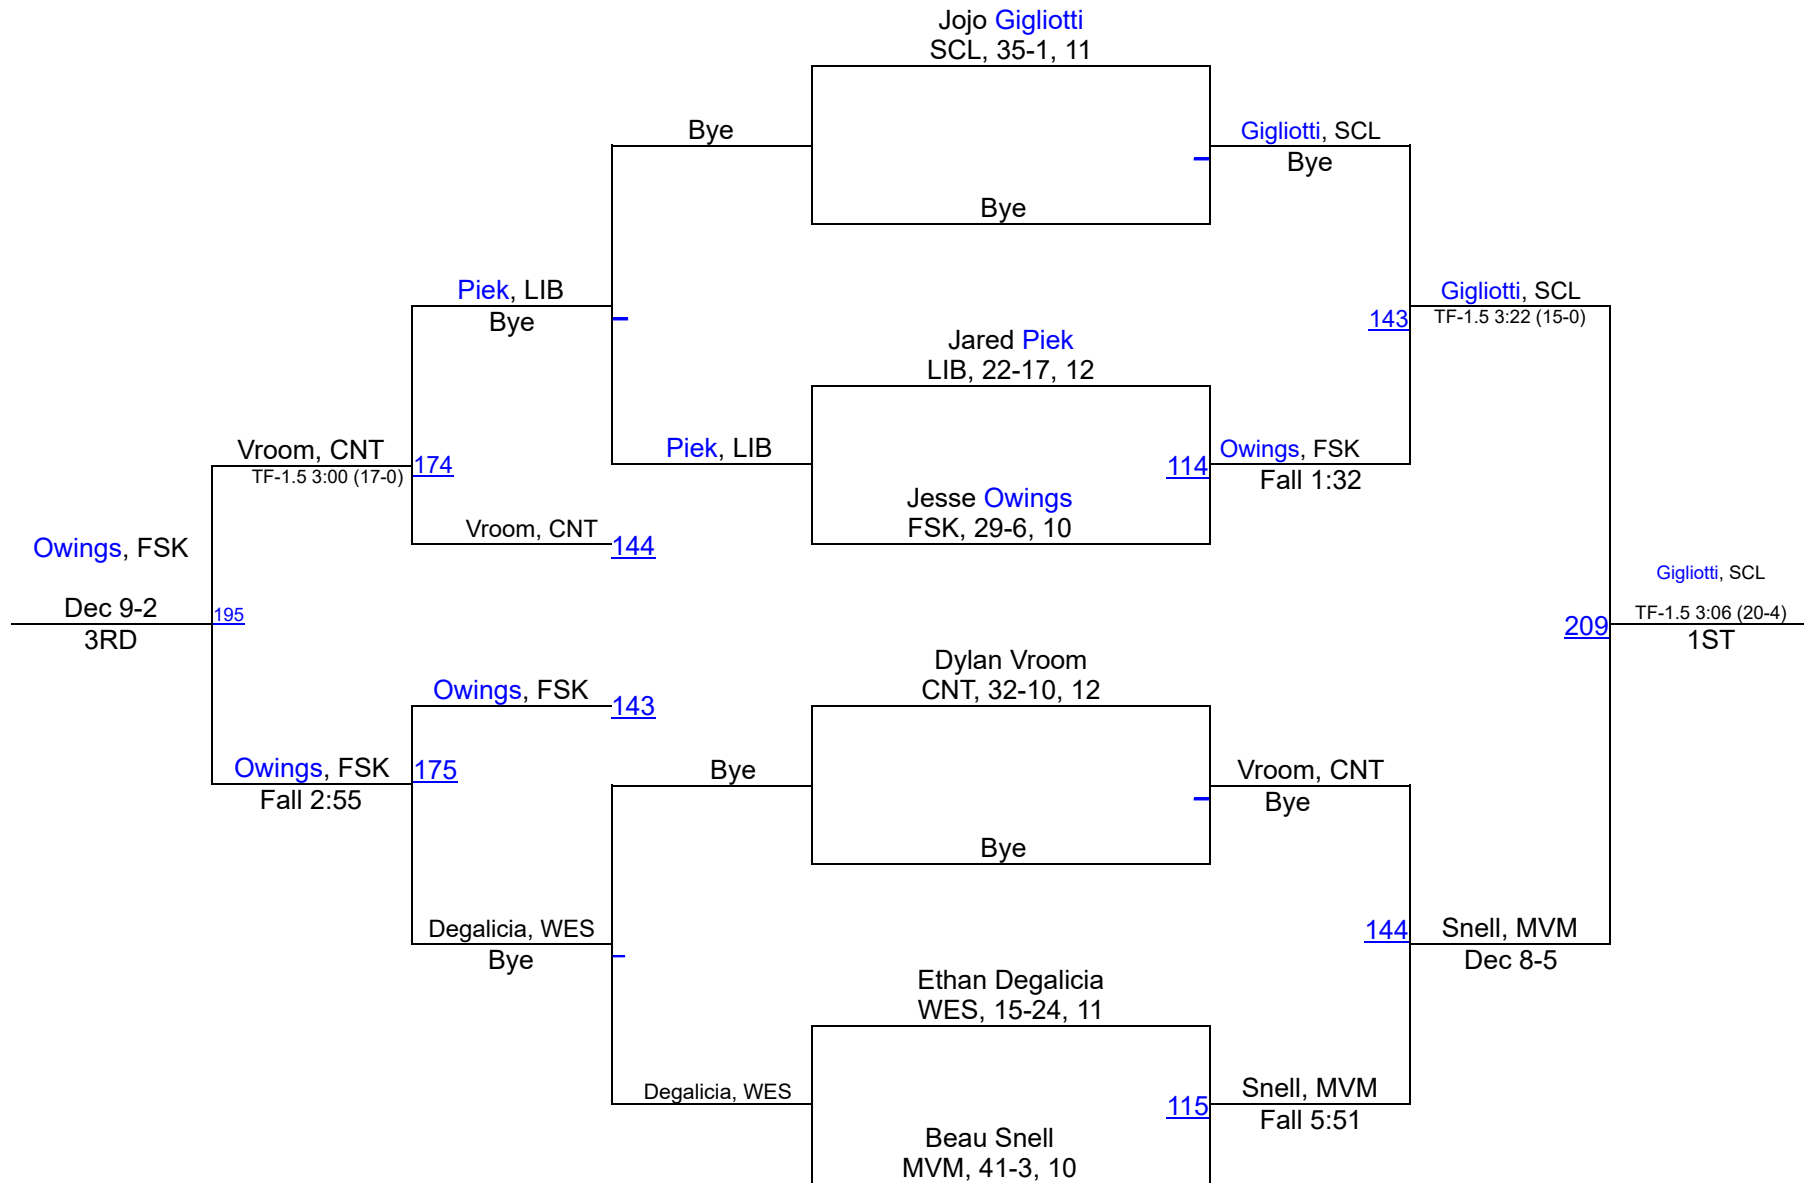 Jojo Gigliotti
SCL, 35-1, 11
Bye
Gigliotti, SCL
Bye
Bye
Piek, LIB
Bye
Gigliotti, SCL
TF-1.5 3:22 (15-0)
143
Jared Piek
LIB, 22-17, 12
Vroom, CNT
TF-1.5 3:00 (17-0)
174
Piek, LIB
114
Owings, FSK
Fall 1:32
Jesse Owings
FSK, 29-6, 10
Vroom, CNT
144
Owings, FSK
Dec 9-2
3RD
195
Gigliotti, SCL
TF-1.5 3:06 (20-4)
1ST
209
Dylan Vroom
CNT, 32-10, 12
Owings, FSK
143
Owings, FSK
Fall 2:55
175
Bye
Vroom, CNT
Bye
Bye
Degalicia, WES
Bye
144
Snell, MVM
Dec 8-5
Ethan Degalicia
WES, 15-24, 11
Degalicia, WES
115
Snell, MVM
Fall 5:51
Beau Snell
MVM, 41-3, 10